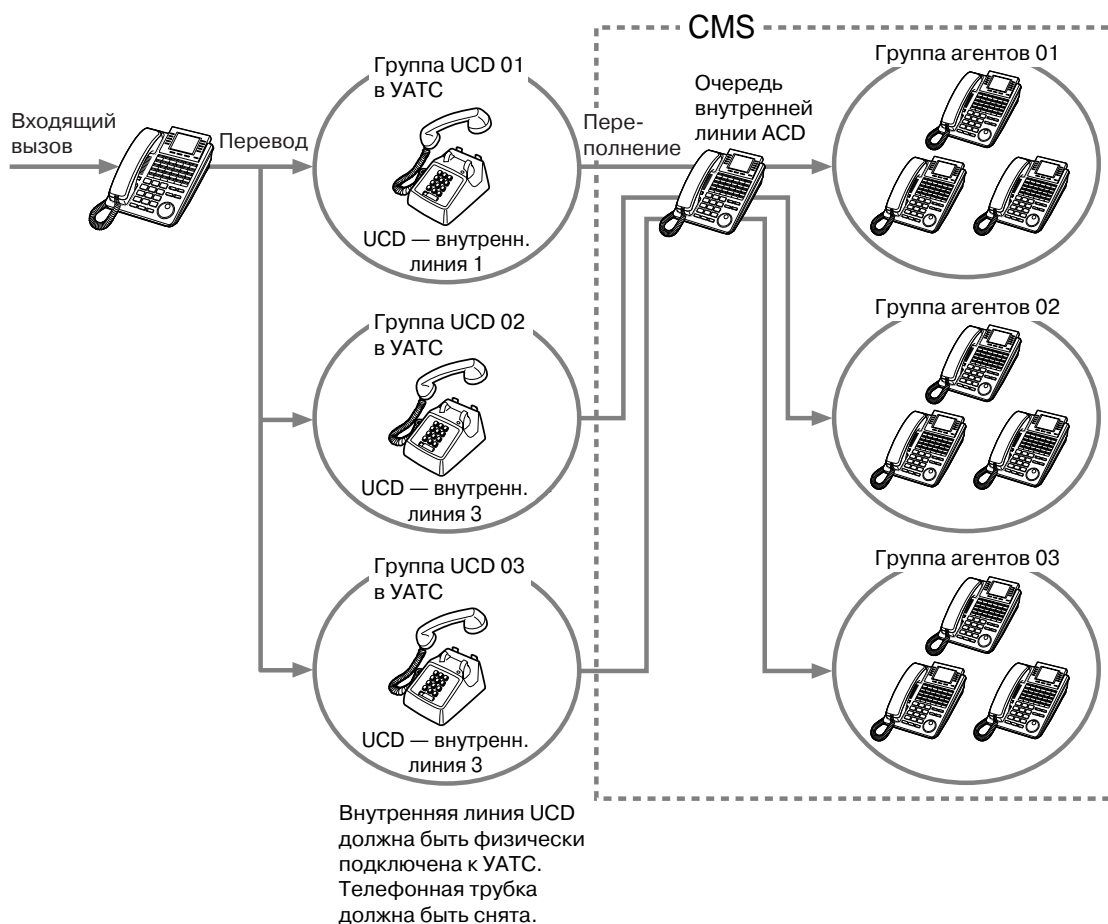 CMS
Входящий
вызов
Перевод
Группа UCD 01
в УАТС
UCD — внутренн.
линия 1
Пере-
полнение
Очередь
внутренней
линии ACD
Группа агентов 01
Группа UCD 02
в УАТС
UCD — внутренн.
линия 3
Группа агентов 02
Группа UCD 03
в УАТС
UCD — внутренн.
линия 3
Группа агентов 03
Внутренняя линия UCD
должна быть физически
подключена к УАТС.
Телефонная трубка
должна быть снята.